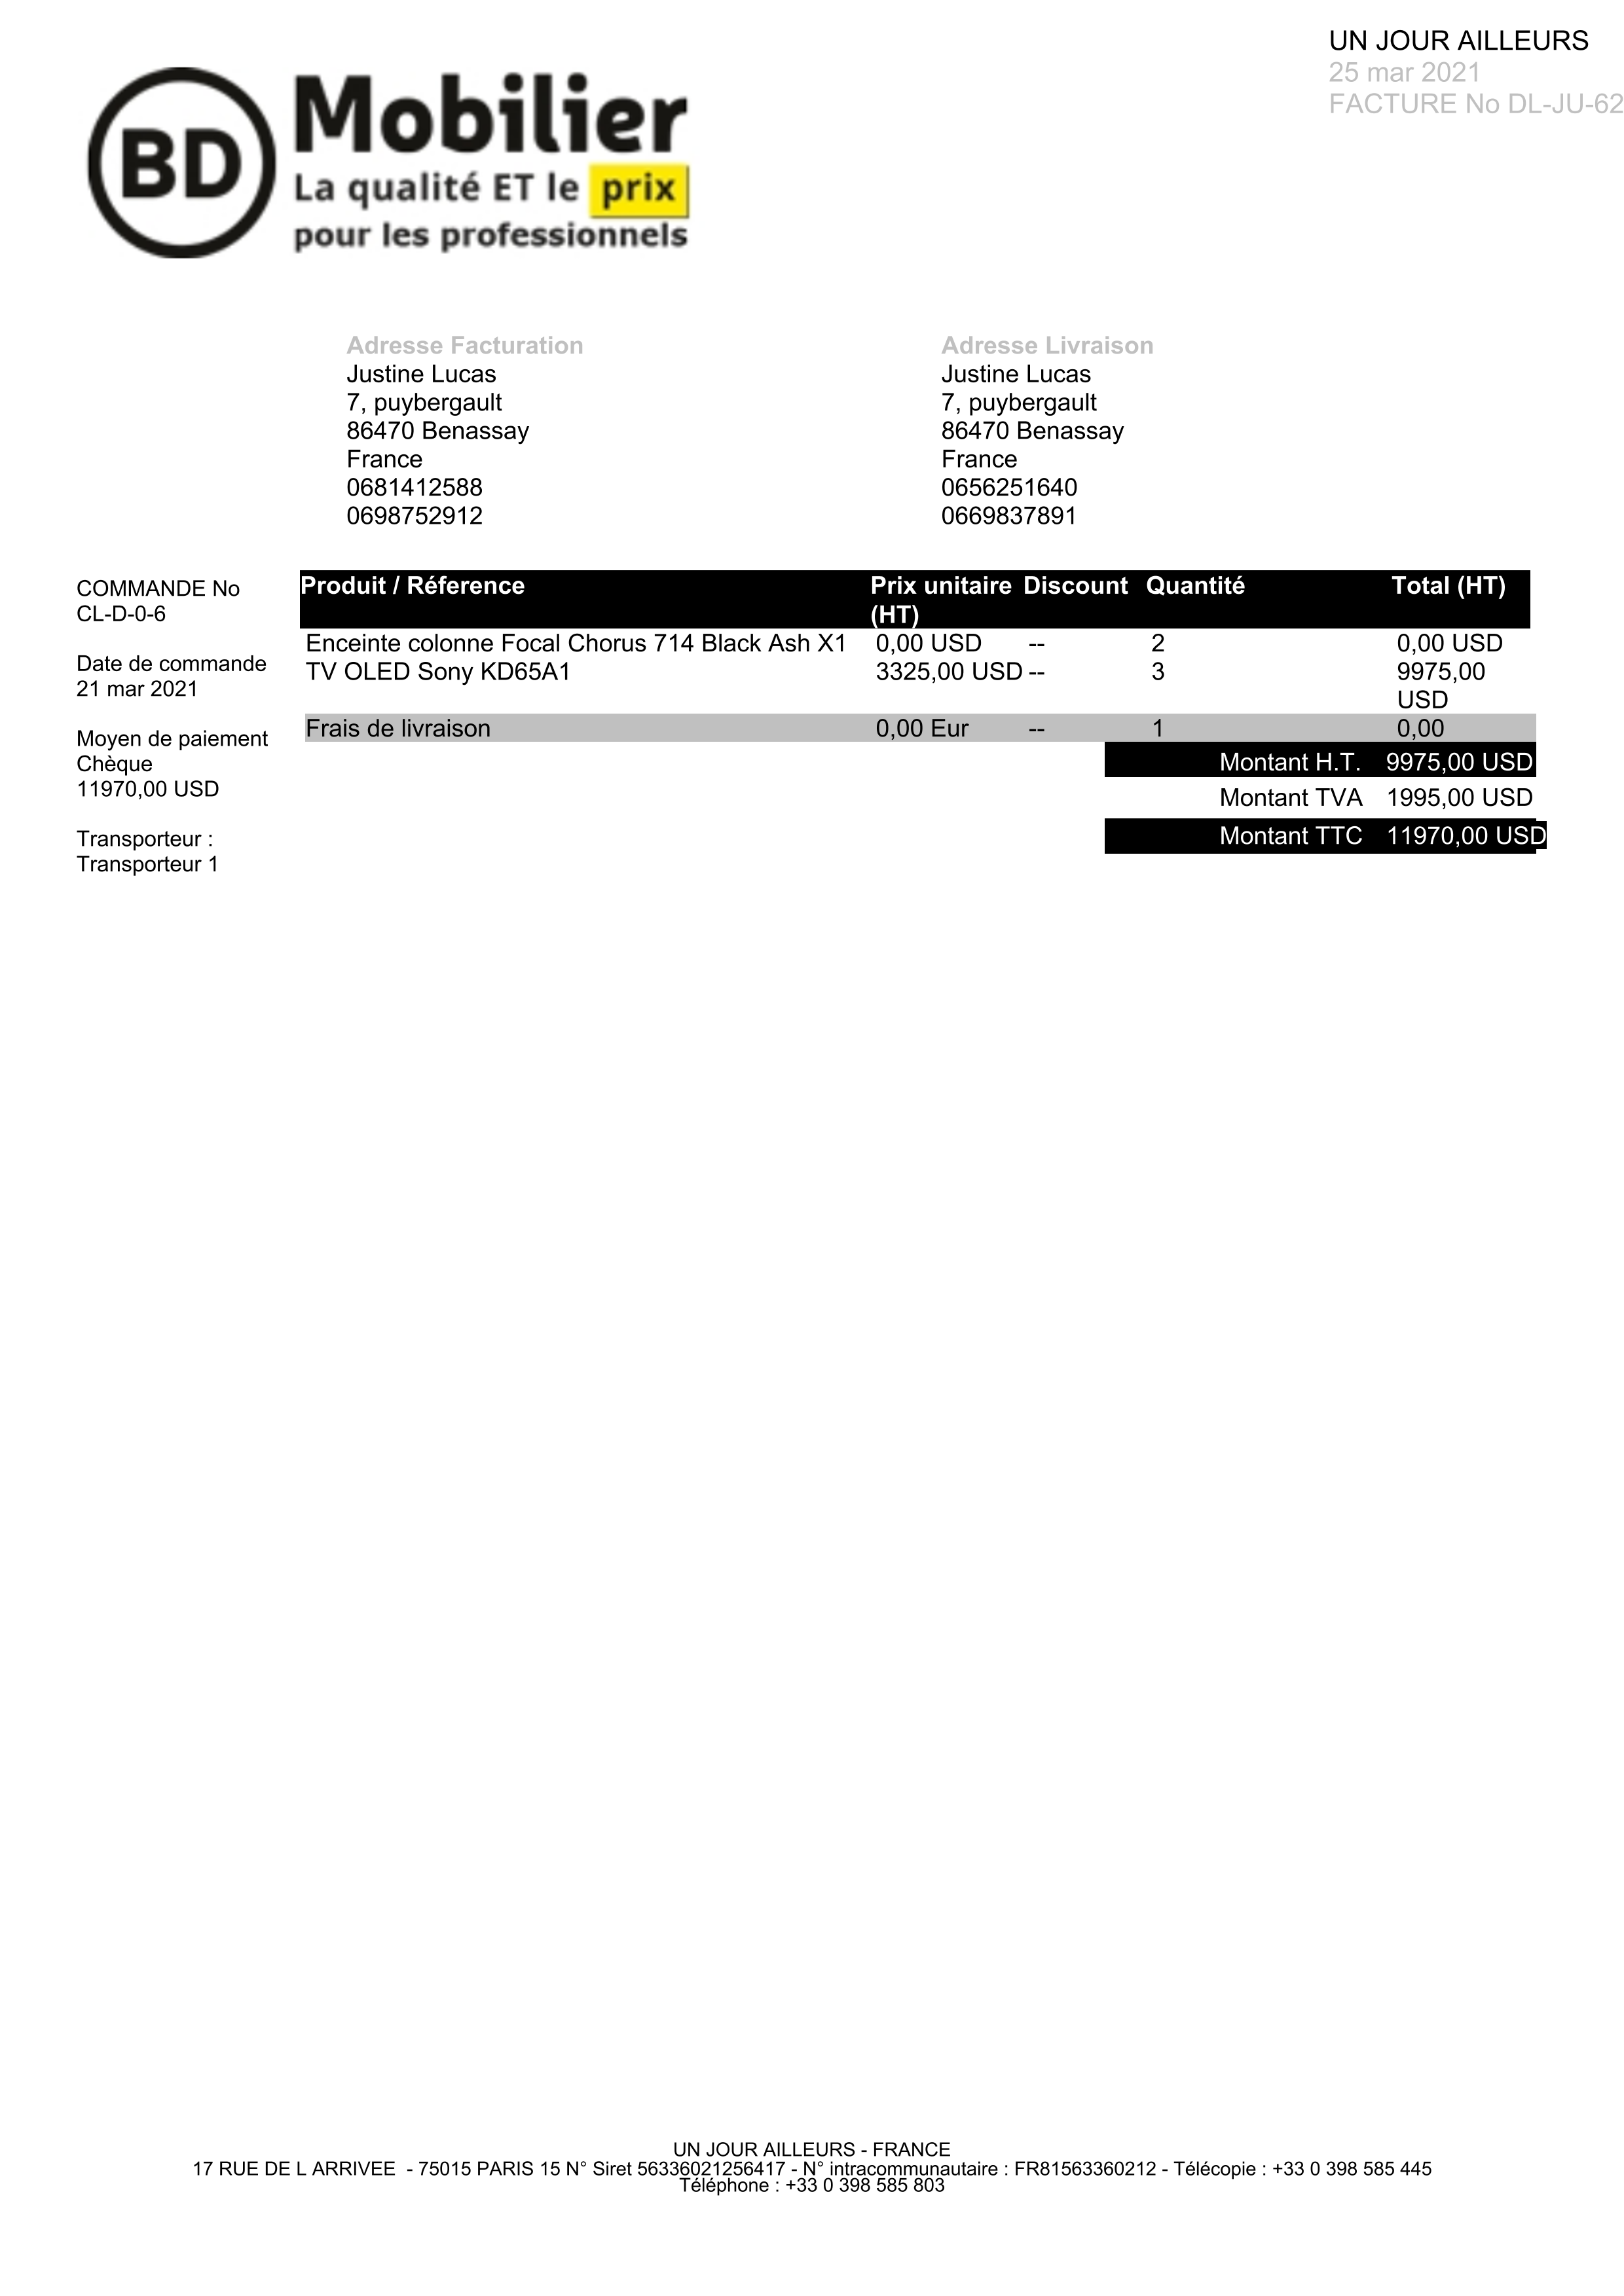 UN JOUR AILLEURS
25 mar 2021
FACTURE No DL-JU-62
BD
Mobilier
La qualité ET le prix
pour les professionnels
Adresse Facturation
Justine Lucas
7, puybergault
86470 Benassay
France
0681412588
0698752912
Adresse Livraison
Justine Lucas
7, puybergault
86470 Benassay
France
0656251640
0669837891
COMMANDE No
CL-D-0-6
Date de commande
21 mar 2021
Moyen de paiement
Chèque
11970,00 USD
Transporteur :
Transporteur 1
Produit / Réference Prix unitaire (HT) Discount Quantité Total (HT)
Enceinte colonne Focal Chorus 714 Black Ash X1 0,00 USD -- 2 0,00 USD
TV OLED Sony KD65A1 3325,00 USD -- 3 9975,00 USD
Frais de livraison 0,00 Eur -- 1 0,00
Montant H.T. 9975,00 USD
Montant TVA 1995,00 USD
Montant TTC 11970,00 USD
UN JOUR AILLEURS - FRANCE
17 RUE DE L ARRIVEE - 75015 PARIS 15 N° Siret 56336021256417 - N° intracommunautaire : FR81563360212 - Télécopie : +33 0 398 585 445
Téléphone : +33 0 398 585 803